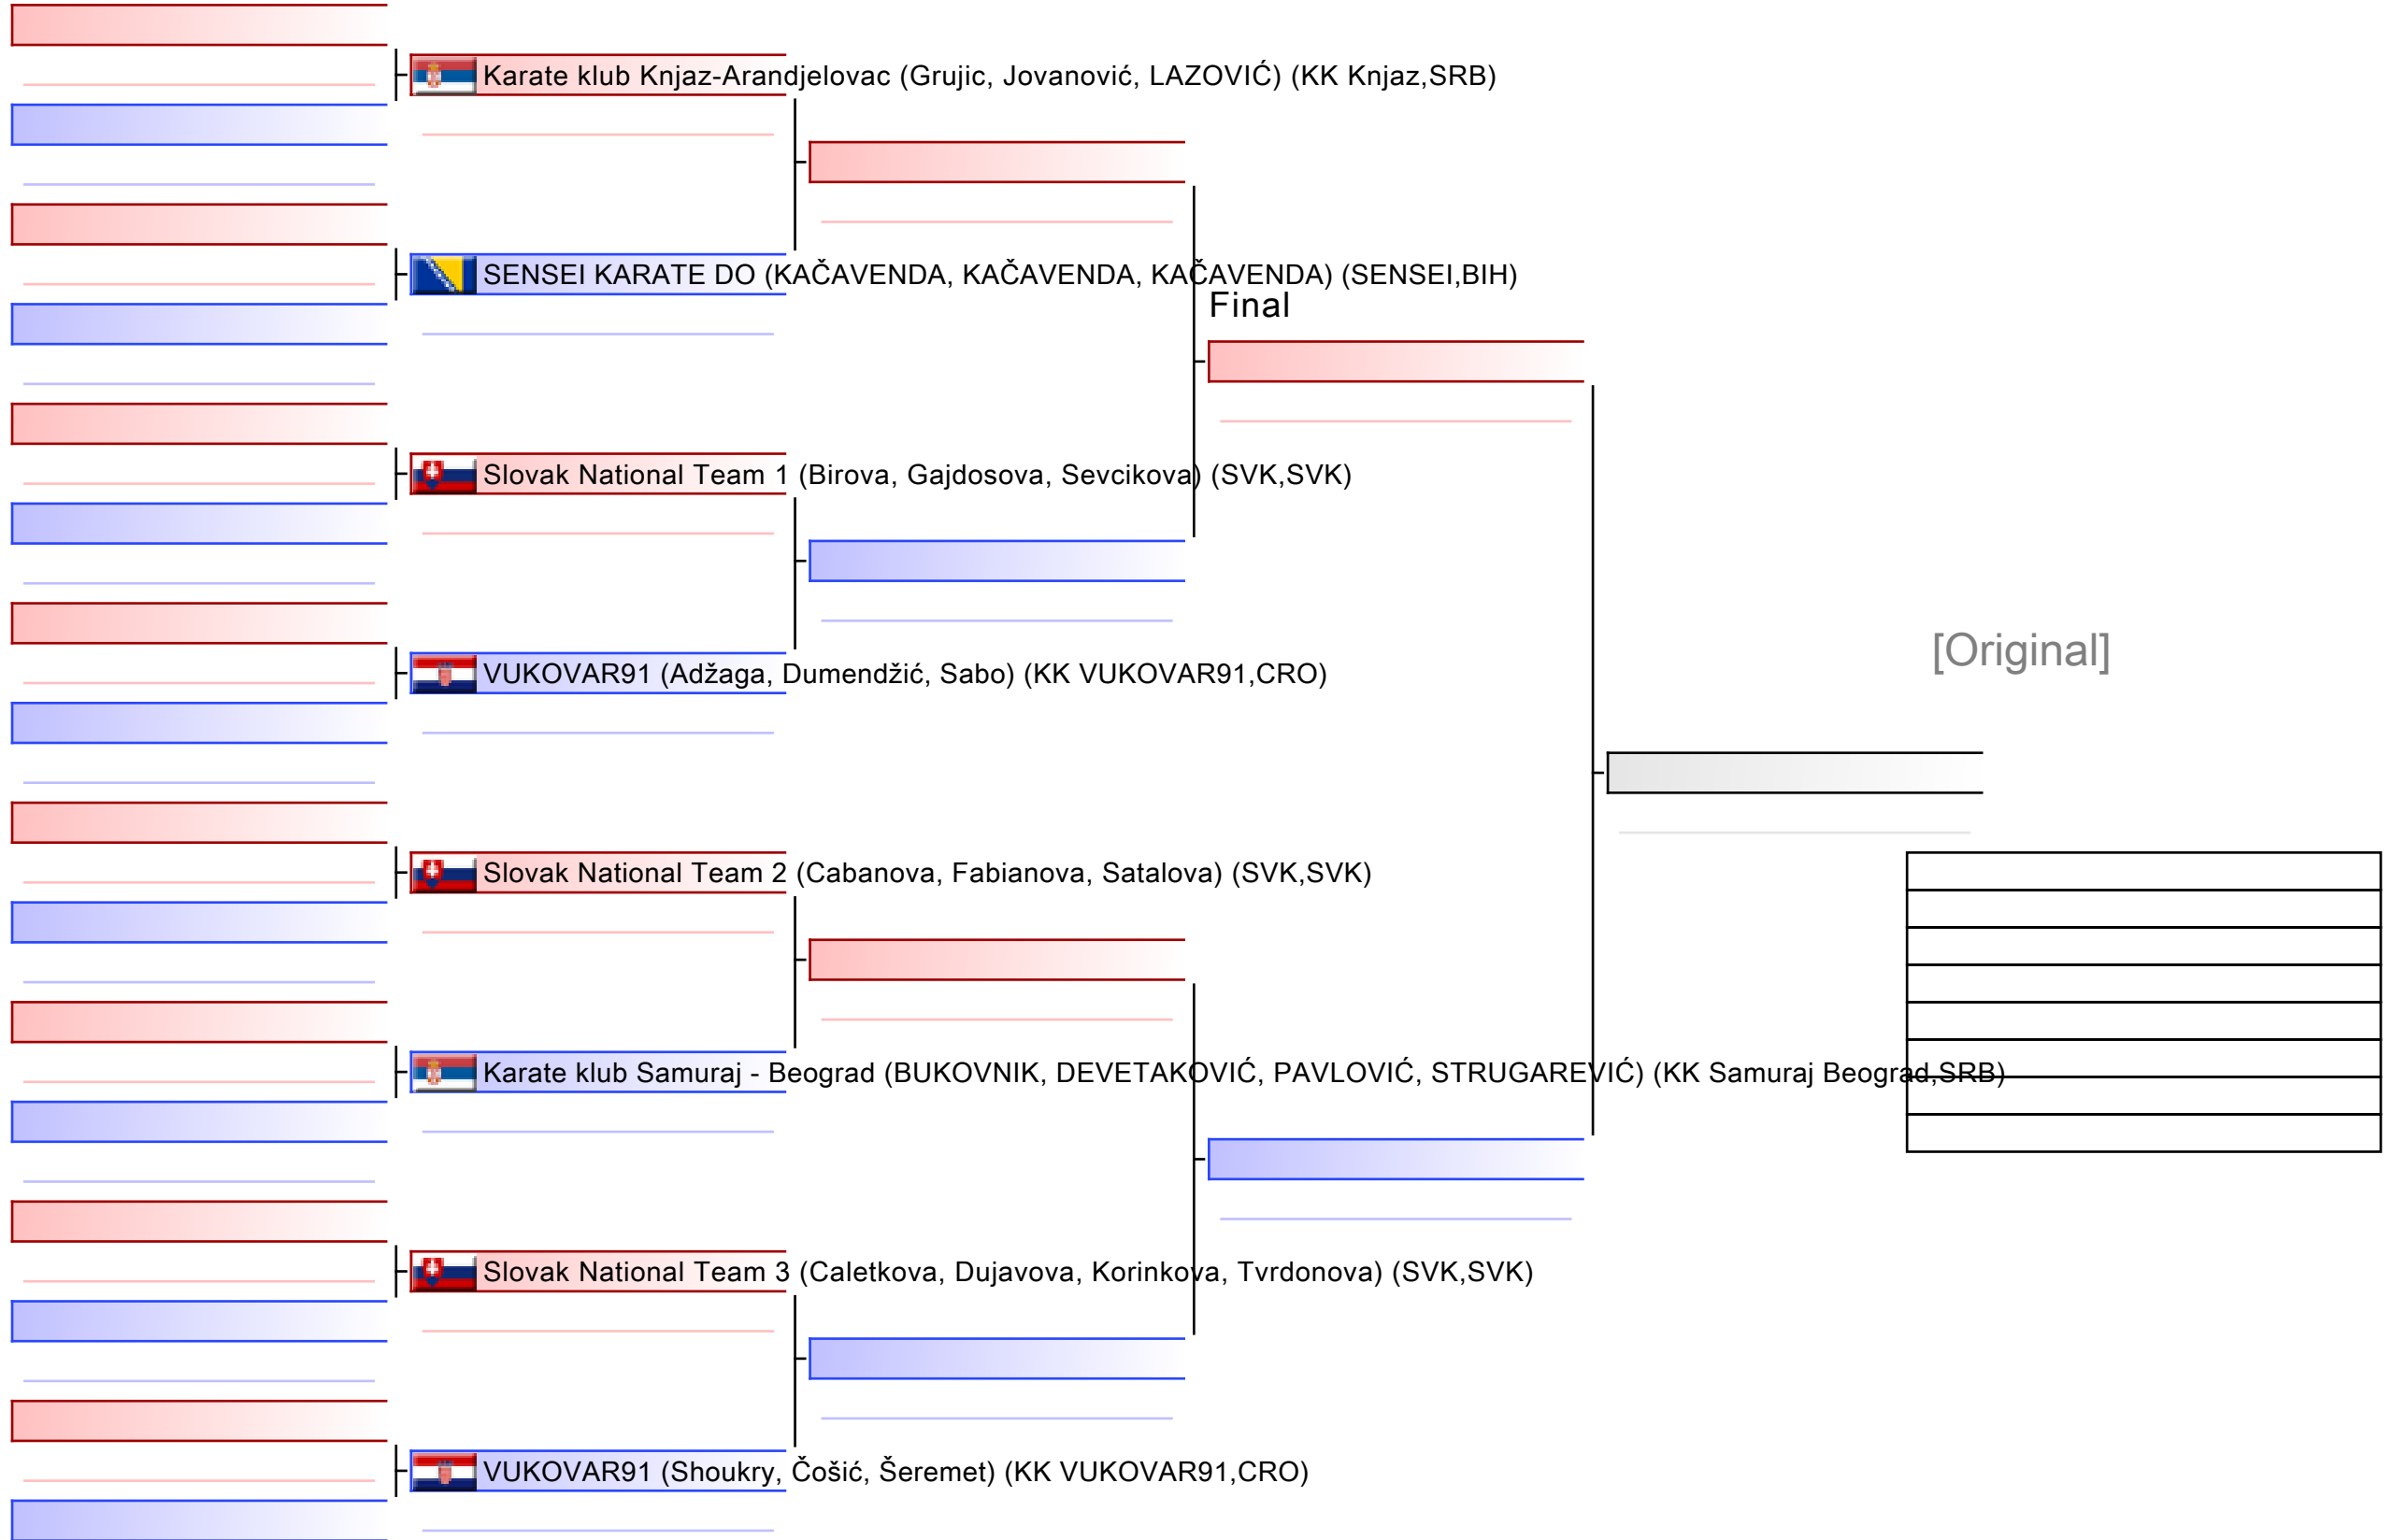 Karate klub Knjaz-Arandjelovac (Grujic, Jovanović, LAZOVIĆ) (KK Knjaz,SRB)
SENSEI KARATE DO (KAČAVENDA, KAČAVENDA, KAČAVENDA) (SENSEI,BIH)
Final
Slovak National Team 1 (Birova, Gajdosova, Sevcikova) (SVK,SVK)
[Original]
VUKOVAR91 (Adžaga, Dumendžić, Sabo) (KK VUKOVAR91,CRO)
Slovak National Team 2 (Cabanova, Fabianova, Satalova) (SVK,SVK)
Karate klub Samuraj - Beograd (BUKOVNIK, DEVETAKOVIĆ, PAVLOVIĆ, STRUGAREVIĆ) (KK Samuraj Beograd,SRB)
Slovak National Team 3 (Caletkova, Dujavova, Korinkova, Tvrdonova) (SVK,SVK)
VUKOVAR91 (Shoukry, Čošić, Šeremet) (KK VUKOVAR91,CRO)